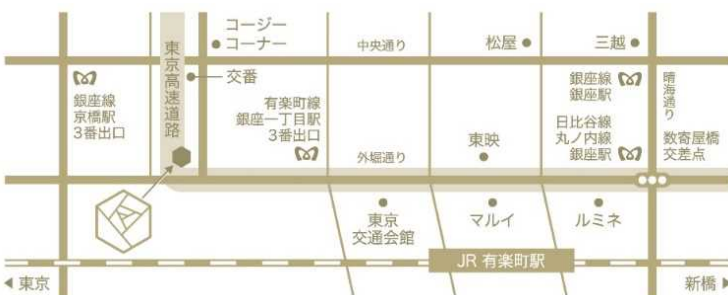 コージー
コーナー
中央通り
松屋
三越
東京高速道路
交番
銀座線
京橋駅
3番出口
有楽町線
銀座一丁目駅
3番出口
銀座線
銀座駅
晴海通り
日比谷線
丸ノ内線
銀座駅
数寄屋橋
交差点
外堀通り
東映
東京
交通会館
マルイ
ルミネ
JR 有楽町駅
東京
新橋